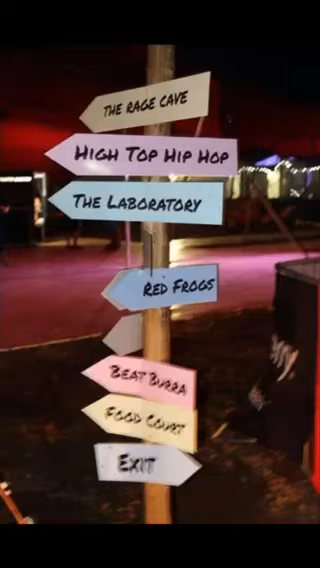 THE RAGE CAVE
HIGH TOP HIP HOP
THE LABORATORY
RED FROGS
BEAT BURRA
FOOD COURT
EXIT